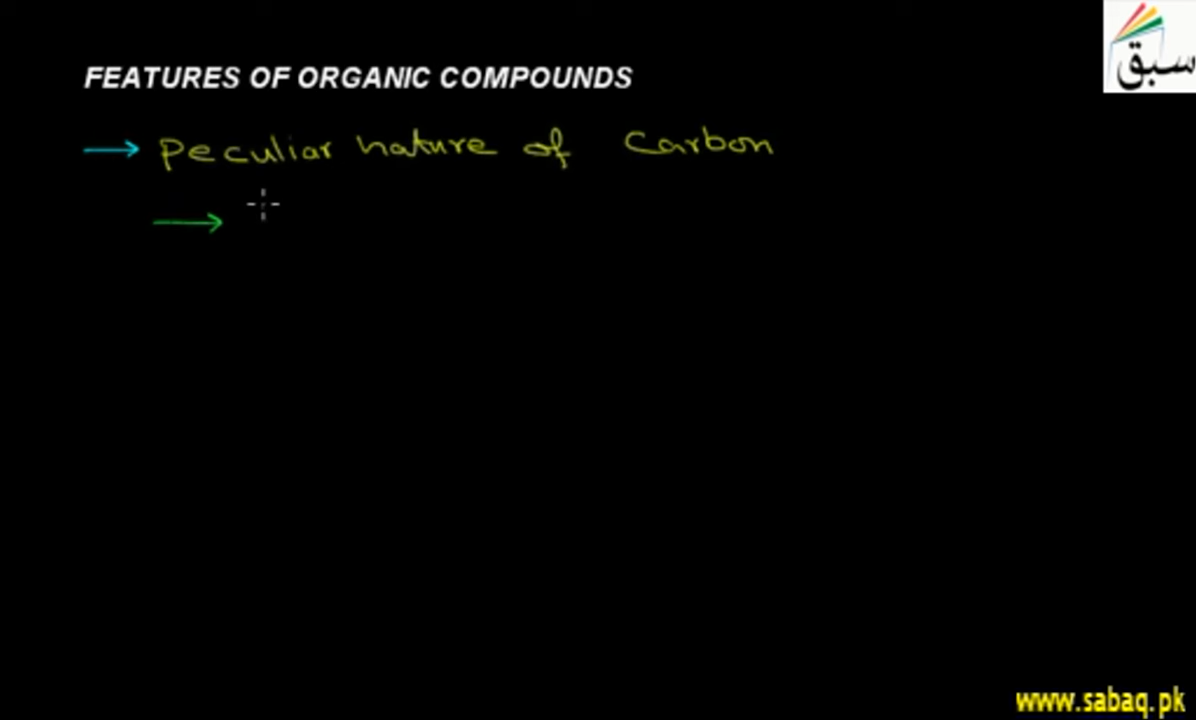 سبق
FEATURES OF ORGANIC COMPOUNDS
→ Peculiar nature of Carbon
→
www.sabaq.pk